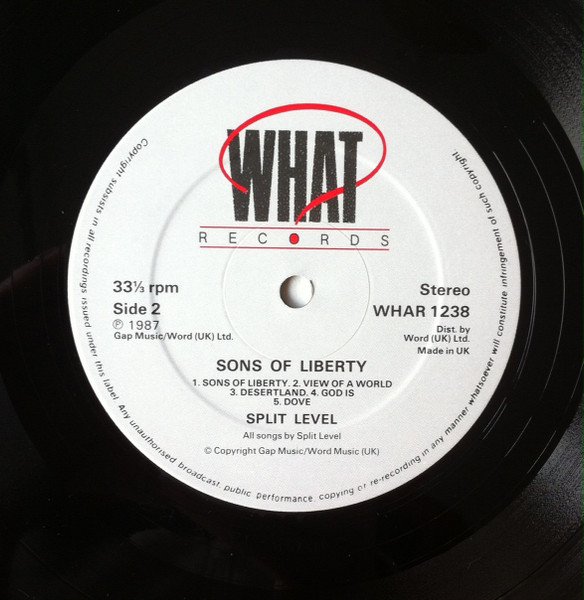 WHAT
RECORDS
33⅓ rpm
Side 2
℗ 1987
Gap Music/Word (UK) Ltd.
Stereo
WHAR 1238
Dist. by
Word (UK) Ltd.
Made in UK
SONS OF LIBERTY
1. SONS OF LIBERTY. 2. VIEW OF A WORLD
3. DESERTLAND. 4. GOD IS
5. DOVE
SPLIT LEVEL
All songs by Split Level
© Copyright Gap Music/Word Music (UK)
Copyright subsists in all recordings issued under this label. Any unauthorised broadcast, public performance, copying or re-recording in any manner whatsoever will constitute infringement of such copyright